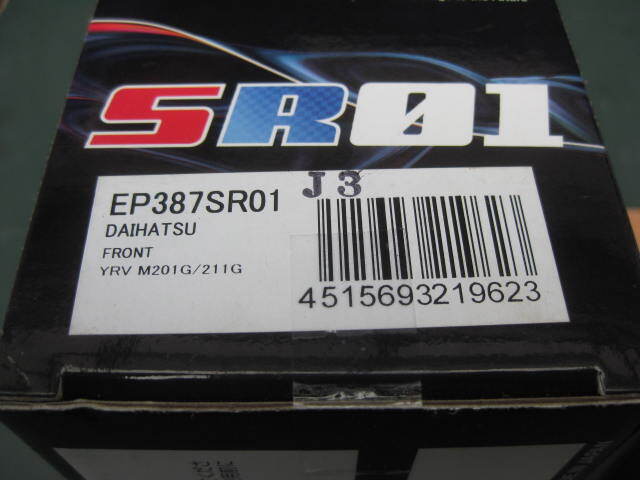 SR01
J3
EP387SR01
DAIHATSU
FRONT
YRV M201G/211G
4515693219623